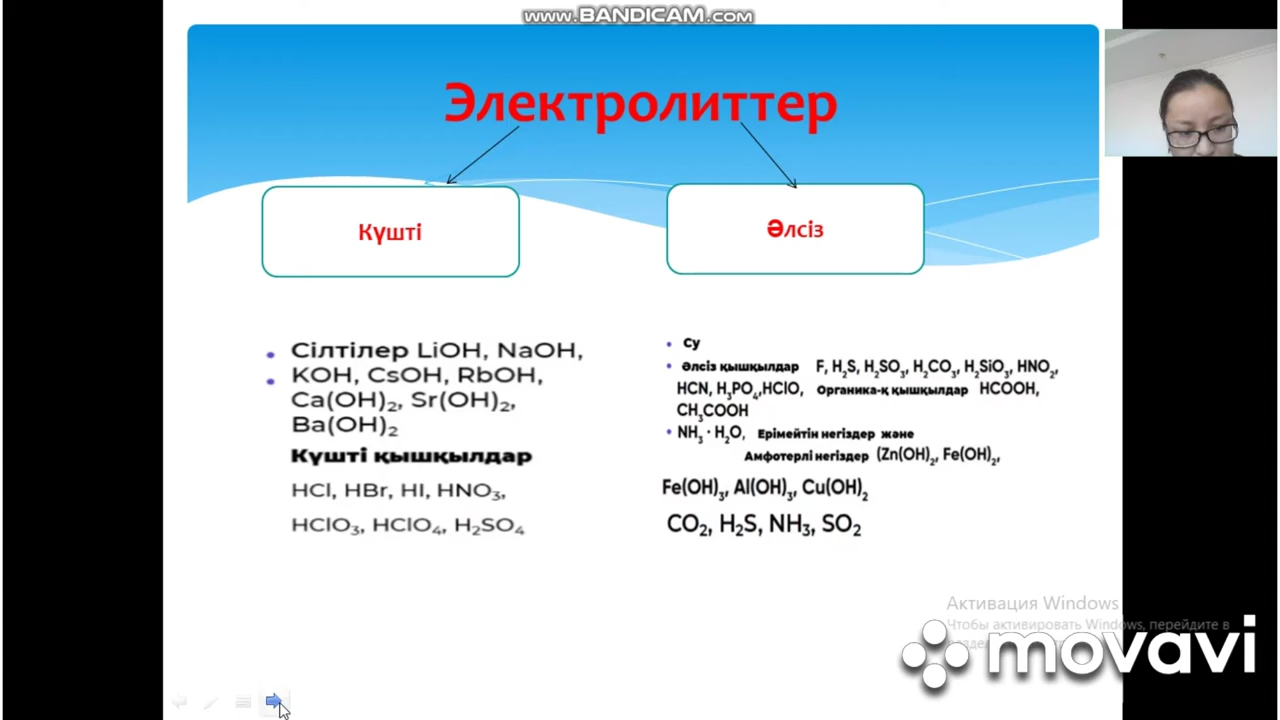 www.BANDICAM.com
Электролиттер
Күшті
Әлсіз
• Сілтілер LiOH, NaOH,
• KOH, CsOH, RbOH,
Ca(OH)₂, Sr(OH)₂,
Ba(OH)₂
Күшті қышқылдар
HCl, HBr, HI, HNO₃,
HClO₃, HClO₄, H₂SO₄
• Су
• Әлсіз қышқылдар F, H₂S, H₂SO₃, H₂CO₃, H₂SiO₃, HNO₂,
HCN, H₃PO₄,HClO, Органика-қ қышқылдар HCOOH,
CH₃COOH
• NH₃ · H₂O, Ерімейтін негіздер және
Амфотерлі негіздер (Zn(OH)₂, Fe(OH)₂,
Fe(OH)₃, Al(OH)₃, Cu(OH)₂
CO₂, H₂S, NH₃, SO₂
Активация Windows
Чтобы активировать Windows, перейдите в
movavi